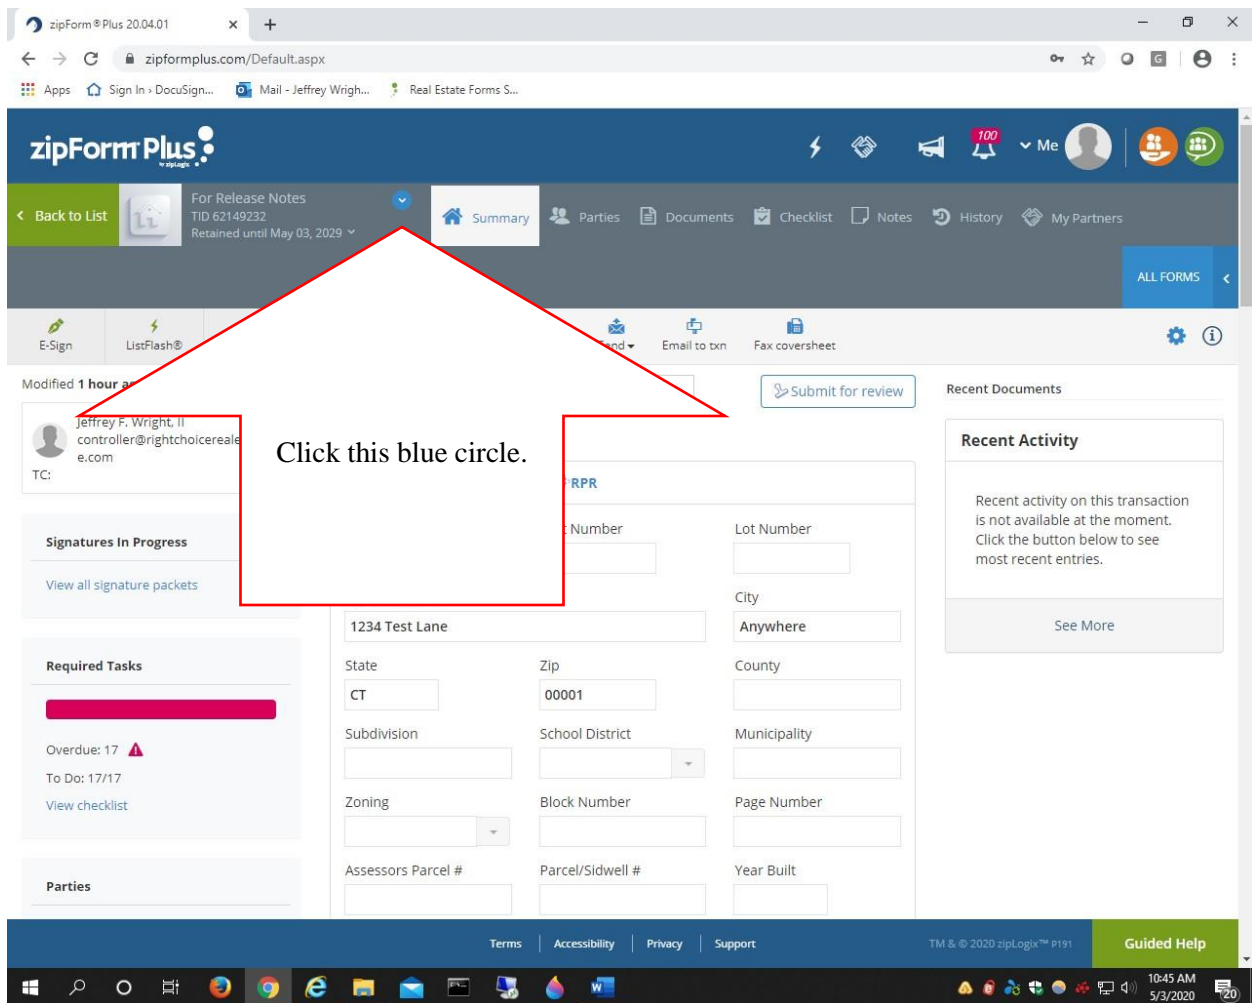 zipForm®Plus 20.04.01
zipformplus.com/Default.aspx
G
Apps
Sign In › DocuSign...
Mail - Jeffrey Wrigh...
Real Estate Forms S...
zipForm Plus
by zipLogix
100
Me
Back to List
For Release Notes
TID 62149232
Retained until May 03, 2029
Summary
Parties
Documents
Checklist
Notes
History
My Partners
ALL FORMS
E-Sign
ListFlash®
Email to txn
Fax coversheet
Modified 1 hour
Submit for review
Recent Documents
Jeffrey F. Wright, II
controller@rightchoicereale
e.com
TC:
Click this blue circle.
Recent Activity
RPR
Recent activity on this transaction
is not available at the moment.
Click the button below to see
most recent entries.
See More
Signatures In Progress
View all signature packets
Number
Lot Number
City
1234 Test Lane
Anywhere
Required Tasks
State
Zip
County
CT
00001
Overdue: 17
To Do: 17/17
View checklist
Subdivision
School District
Municipality
Zoning
Block Number
Page Number
Assessors Parcel #
Parcel/Sidwell #
Year Built
Parties
Terms
Accessibility
Privacy
Support
TM & © 2020 zipLogix™ P191
Guided Help
10:45 AM
5/3/2020
20